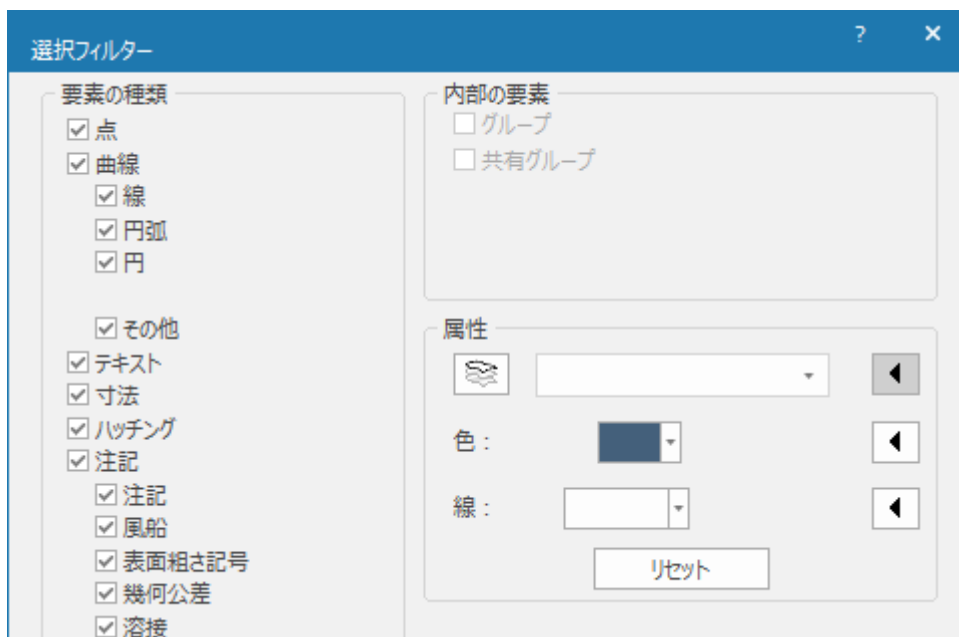 選択フィルター
?
×
要素の種類
点
曲線
線
円弧
円
その他
テキスト
寸法
ハッチング
注記
注記
風船
表面粗さ記号
幾何公差
溶接
内部の要素
グループ
共有グループ
属性
色：
線：
リセット